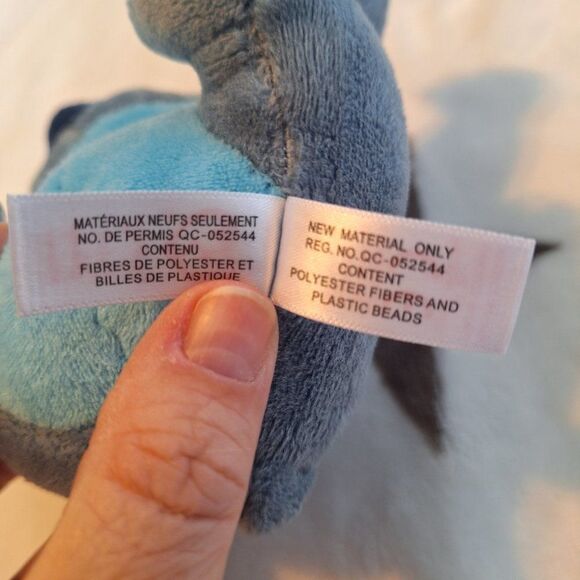 MATÉRIAUX NEUFS SEULEMENT
NO. DE PERMIS QC-052544
CONTENU
FIBRES DE POLYESTER ET
BILLES DE PLASTIQUE
NEW MATERIAL ONLY
REG. NO.QC-052544
CONTENT
POLYESTER FIBERS AND
PLASTIC BEADS